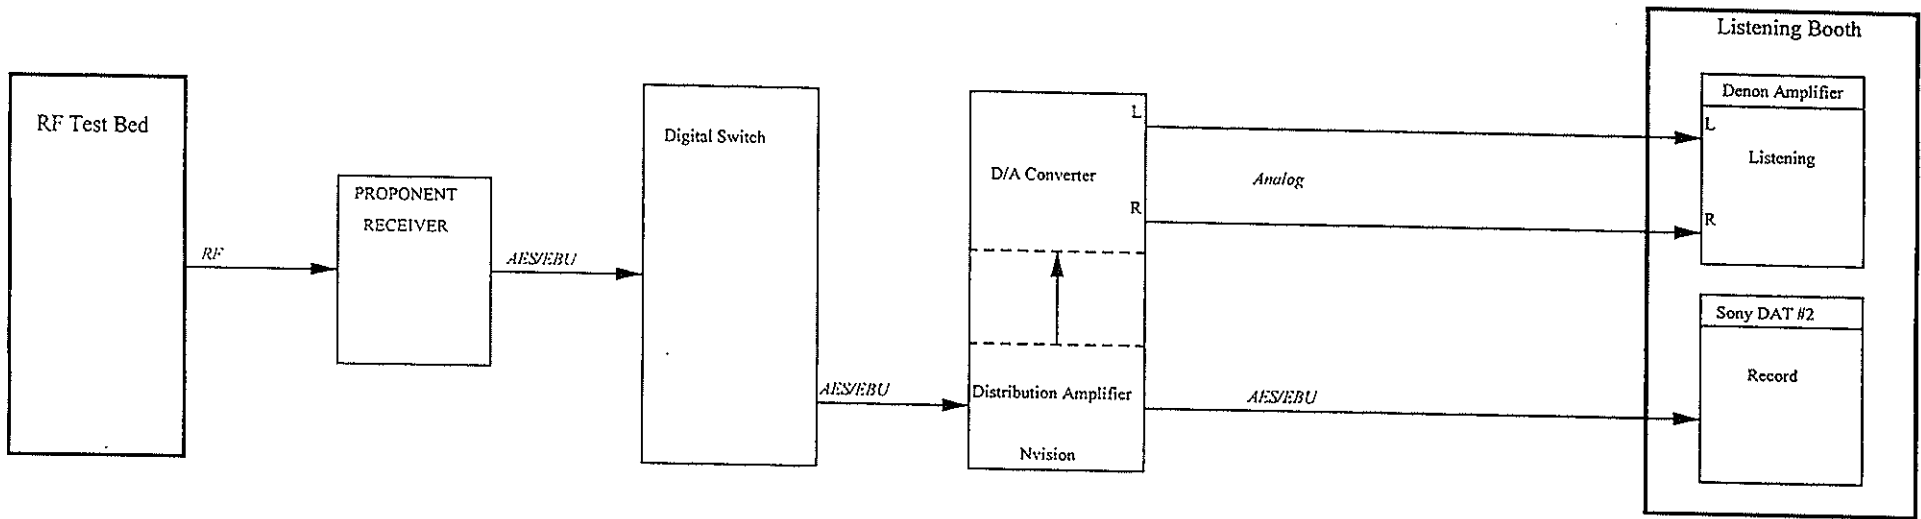 Listening Booth
RF Test Bed
RF
PROPONENT
RECEIVER
AES/EBU
Digital Switch
AES/EBU
L
D/A Converter
R
Distribution Amplifier
Nvision
Analog
AES/EBU
Denon Amplifier
L
Listening
R
Sony DAT #2
Record